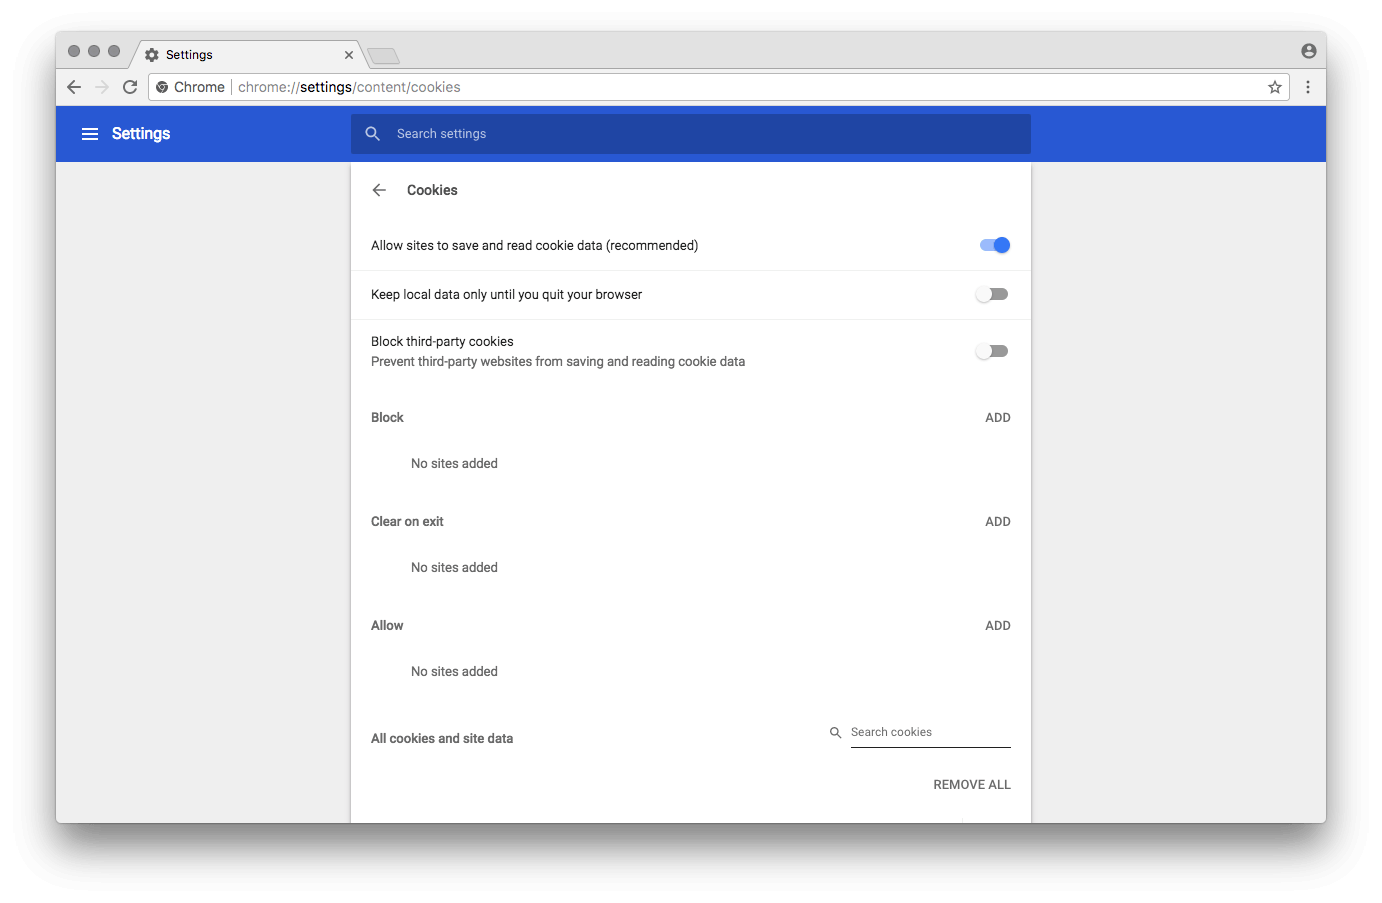 Settings
Chrome chrome://settings/content/cookies
Settings
Search settings
Cookies
Allow sites to save and read cookie data (recommended)
Keep local data only until you quit your browser
Block third-party cookies
Prevent third-party websites from saving and reading cookie data
Block ADD
No sites added
Clear on exit ADD
No sites added
Allow ADD
No sites added
All cookies and site data Search cookies
REMOVE ALL